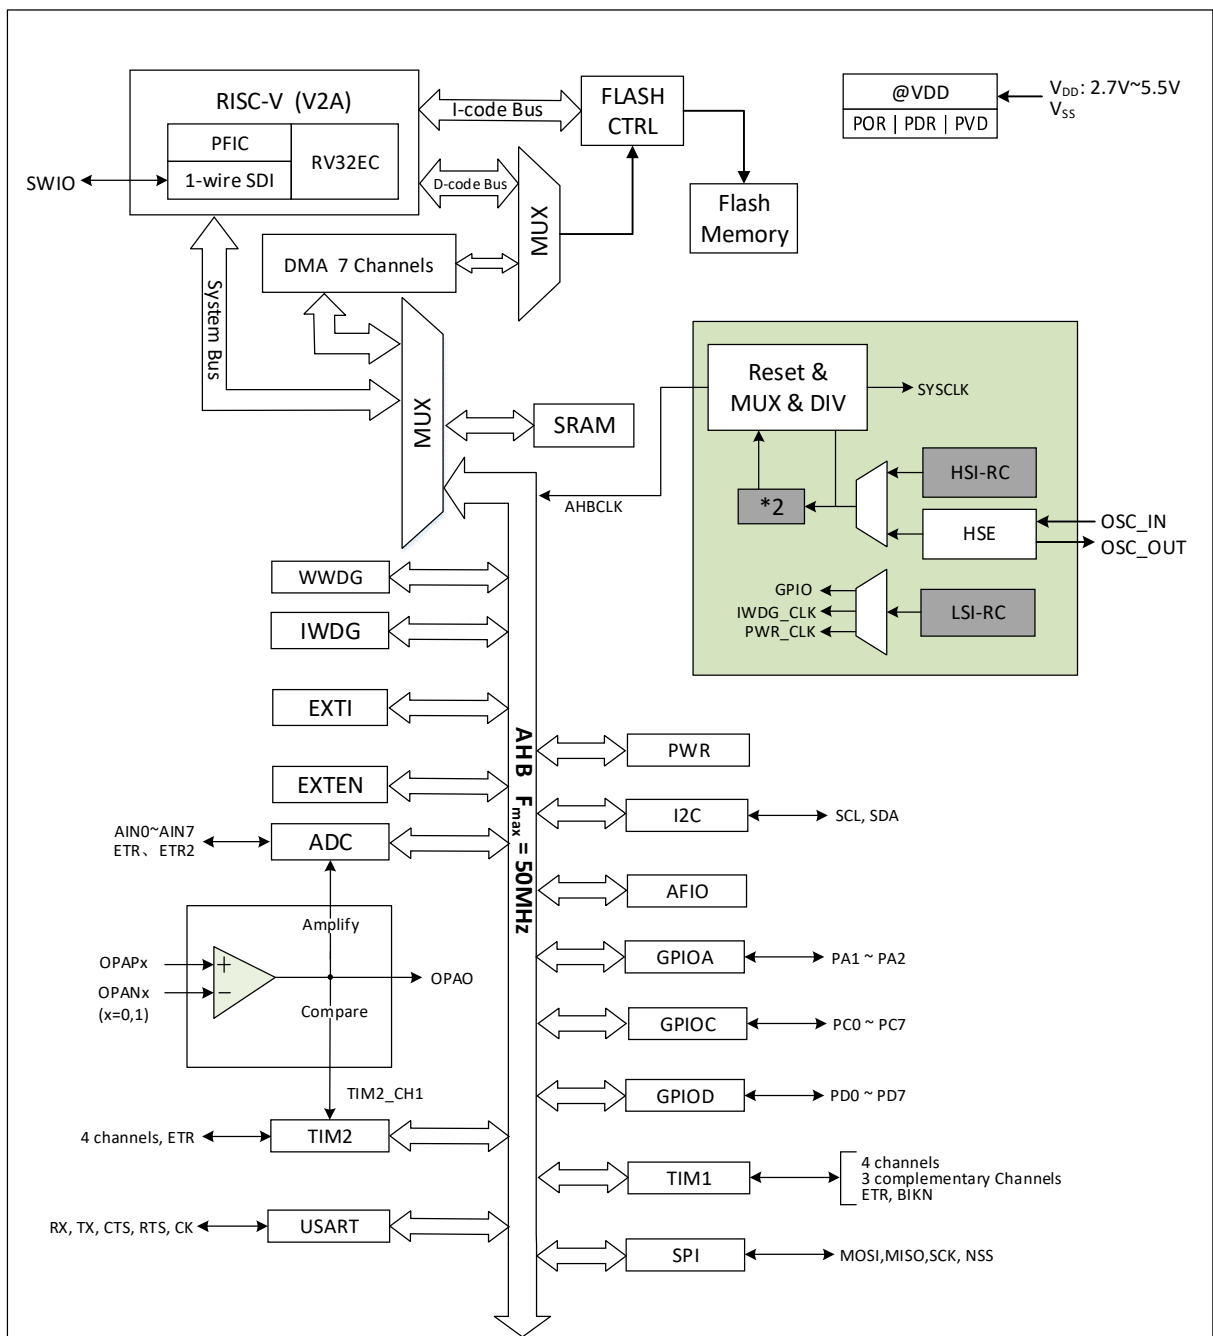 RISC-V (V2A)
PFIC
1-wire SDI
RV32EC
SWIO
I-code Bus
D-code Bus
FLASH
CTRL
Flash
Memory
MUX
@VDD
POR | PDR | PVD
VDD: 2.7V~5.5V
VSS
DMA 7 Channels
System Bus
MUX
SRAM
Reset &
MUX & DIV
SYSCLK
HSI-RC
*2
AHBCLK
HSE
OSC_IN
OSC_OUT
GPIO
IWDG_CLK
PWR_CLK
LSI-RC
WWDG
IWDG
EXTI
EXTEN
AIN0~AIN7
ETR、ETR2
ADC
AHB Fmax = 50MHz
PWR
I2C
SCL, SDA
AFIO
Amplify
OPAPx
OPANx
(x=0,1)
+
−
OPAO
Compare
TIM2_CH1
GPIOA
PA1 ~ PA2
GPIOC
PC0 ~ PC7
GPIOD
PD0 ~ PD7
4 channels, ETR
TIM2
TIM1
4 channels
3 complementary Channels
ETR, BIKN
RX, TX, CTS, RTS, CK
USART
SPI
MOSI,MISO,SCK, NSS